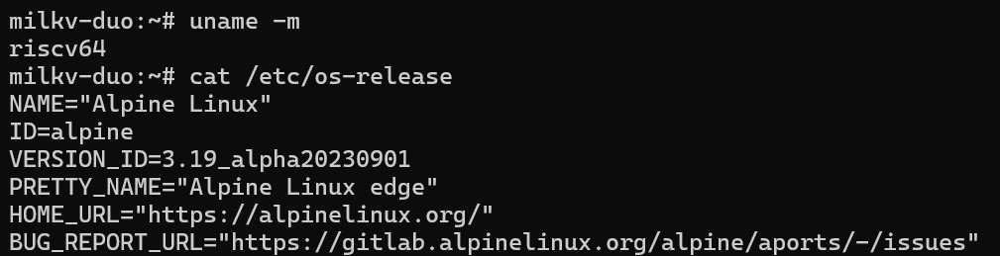 milkv-duo:~# uname -m
riscv64
milkv-duo:~# cat /etc/os-release
NAME="Alpine Linux"
ID=alpine
VERSION_ID=3.19_alpha20230901
PRETTY_NAME="Alpine Linux edge"
HOME_URL="https://alpinelinux.org/"
BUG_REPORT_URL="https://gitlab.alpinelinux.org/alpine/aports/-/issues"